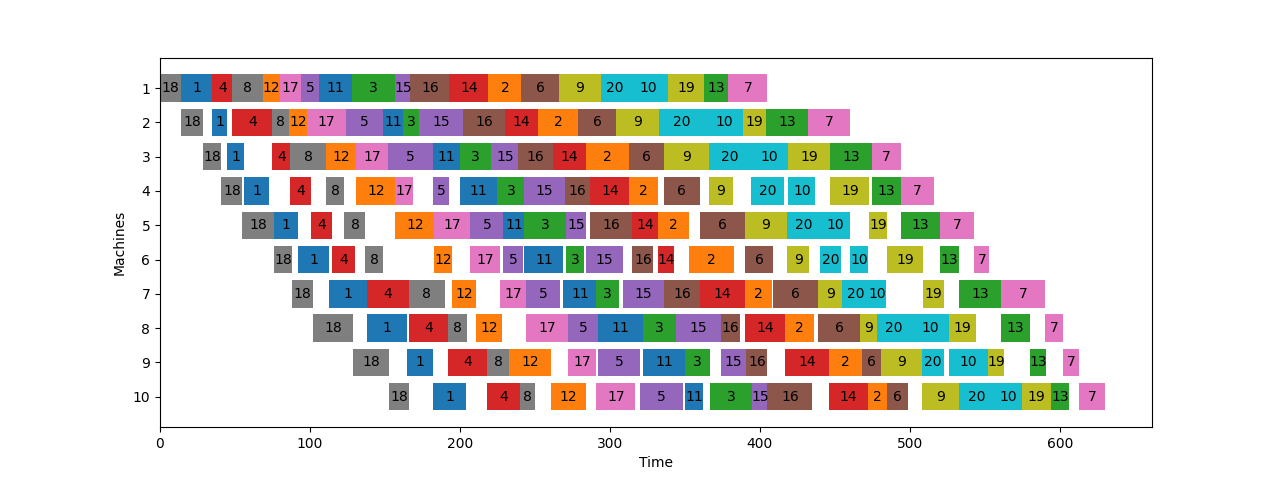 1 18 1 4 8 12 17 5 11 3 15 16 14 2 6 9 20 10 19 13 7
2 18 1 4 8 12 17 5 11 3 15 16 14 2 6 9 20 10 19 13 7
3 18 1 4 8 12 17 5 11 3 15 16 14 2 6 9 20 10 19 13 7
4 18 1 4 8 12 17 5 11 3 15 16 14 2 6 9 20 10 19 13 7
5 18 1 4 8 12 17 5 11 3 15 16 14 2 6 9 20 10 19 13 7
6 18 1 4 8 12 17 5 11 3 15 16 14 2 6 9 20 10 19 13 7
7 18 1 4 8 12 17 5 11 3 15 16 14 2 6 9 20 10 19 13 7
8 18 1 4 8 12 17 5 11 3 15 16 14 2 6 9 20 10 19 13 7
9 18 1 4 8 12 17 5 11 3 15 16 14 2 6 9 20 10 19 13 7
10 18 1 4 8 12 17 5 11 3 15 16 14 2 6 9 20 10 19 13 7
Machines
0 100 200 300 400 500 600
Time